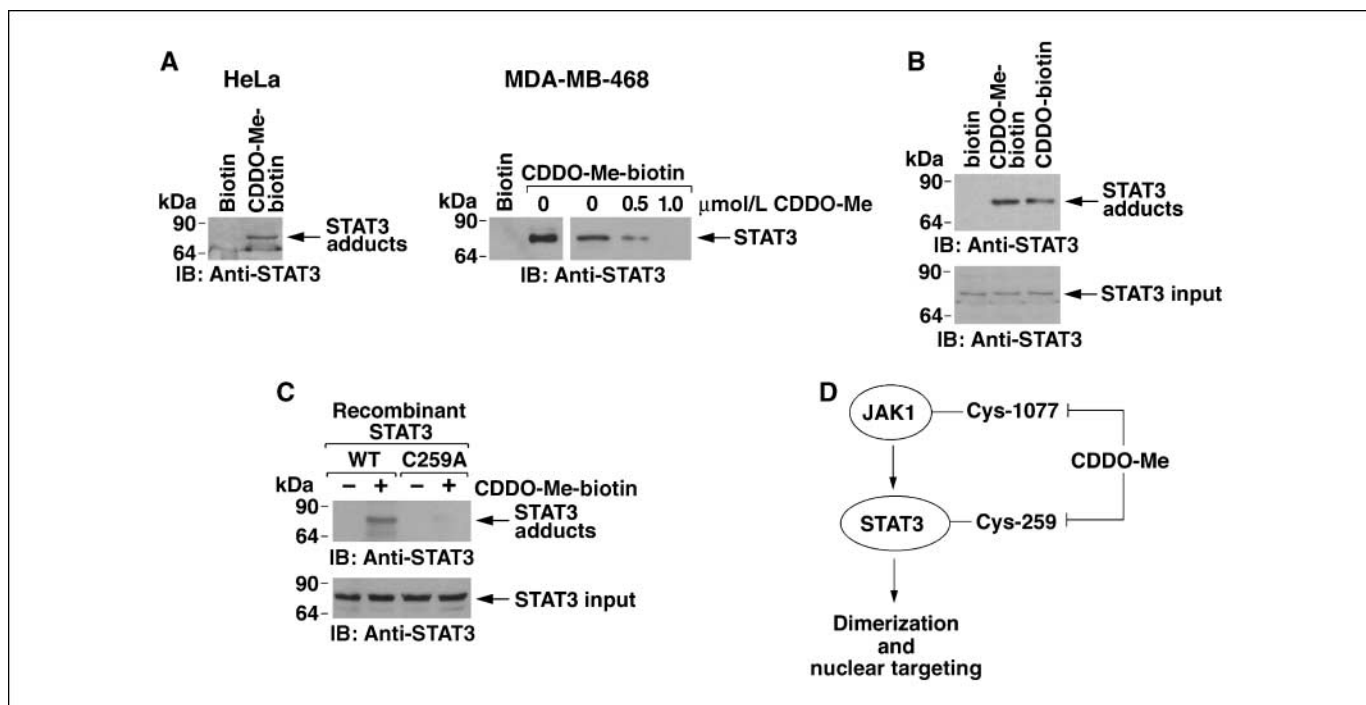 A
HeLa
Biotin
CDDO-Me-
biotin
kDa
90
64
STAT3
adducts
IB: Anti-STAT3
MDA-MB-468
Biotin
CDDO-Me-biotin
kDa
0 0 0.5 1.0 μmol/L CDDO-Me
90
64
STAT3
IB: Anti-STAT3
B
biotin
CDDO-Me-
biotin
CDDO-biotin
kDa
90
64
STAT3
adducts
IB: Anti-STAT3
90
64
STAT3 input
IB: Anti-STAT3
C
Recombinant
STAT3
WT C259A
kDa − + − + CDDO-Me-biotin
90
64
STAT3
adducts
IB: Anti-STAT3
90
64
STAT3 input
IB: Anti-STAT3
D
JAK1 Cys-1077
CDDO-Me
STAT3 Cys-259
Dimerization
and
nuclear targeting